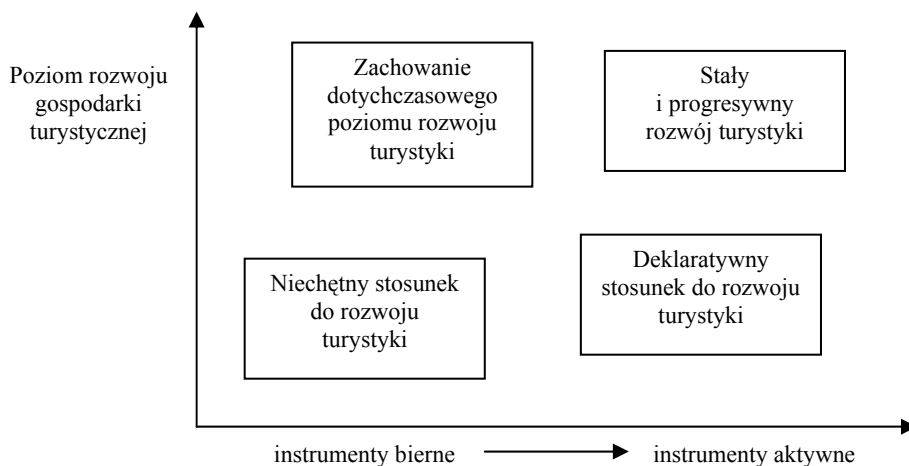 Poziom rozwoju
gospodarki
turystycznej
Zachowanie
dotychczasowego
poziomu rozwoju
turystyki
Stały
i progresywny
rozwój turystyki
Niechętny stosunek
do rozwoju
turystyki
Deklaratywny
stosunek do rozwoju
turystyki
instrumenty bierne
instrumenty aktywne